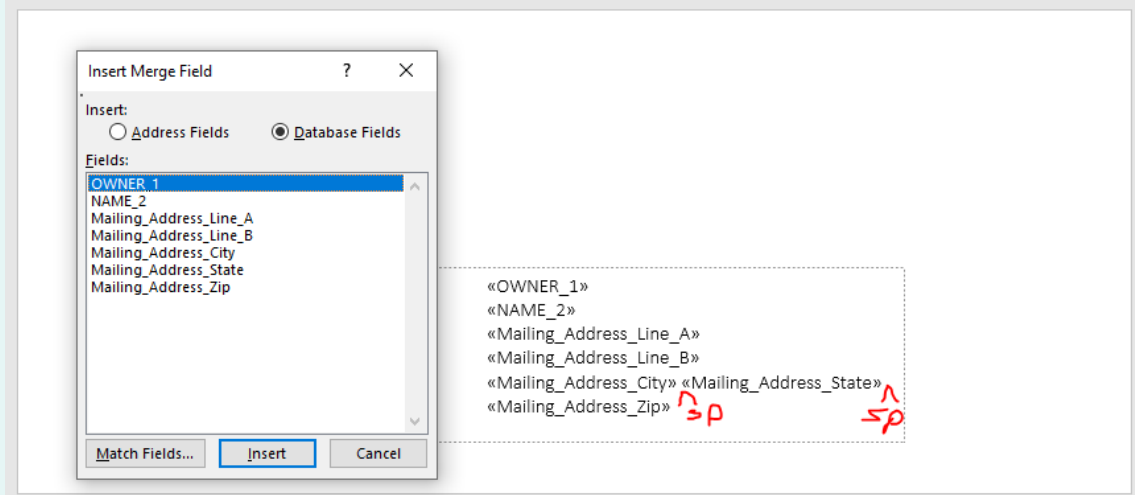 Insert Merge Field ? ×
Insert:
Address Fields Database Fields
Fields:
OWNER_1
NAME_2
Mailing_Address_Line_A
Mailing_Address_Line_B
Mailing_Address_City
Mailing_Address_State
Mailing_Address_Zip
Match Fields... Insert Cancel
«OWNER_1»
«NAME_2»
«Mailing_Address_Line_A»
«Mailing_Address_Line_B»
«Mailing_Address_City» «Mailing_Address_State»
«Mailing_Address_Zip»
sp sp